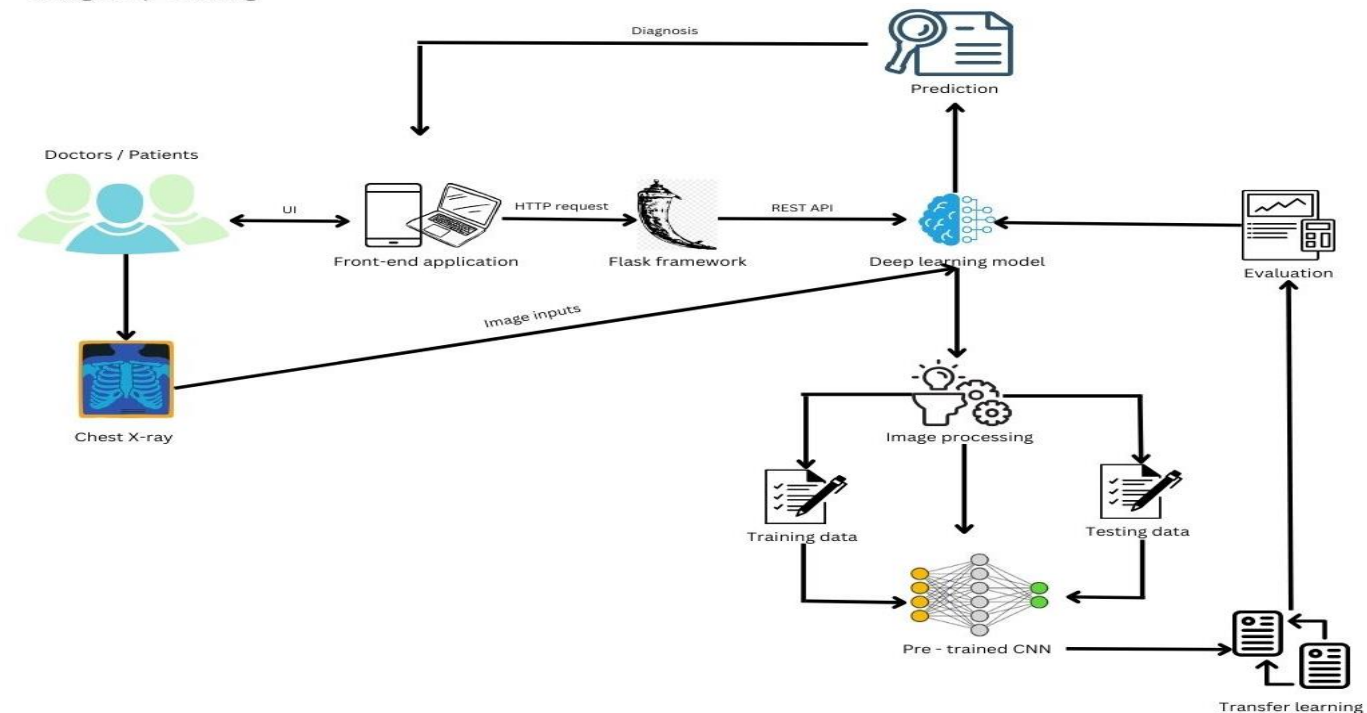 Diagnosis
Prediction
Doctors / Patients
UI
HTTP request
REST API
Front-end application
Flask framework
Deep learning model
Evaluation
Image inputs
Chest X-ray
Image processing
Training data
Testing data
Pre - trained CNN
Transfer learning